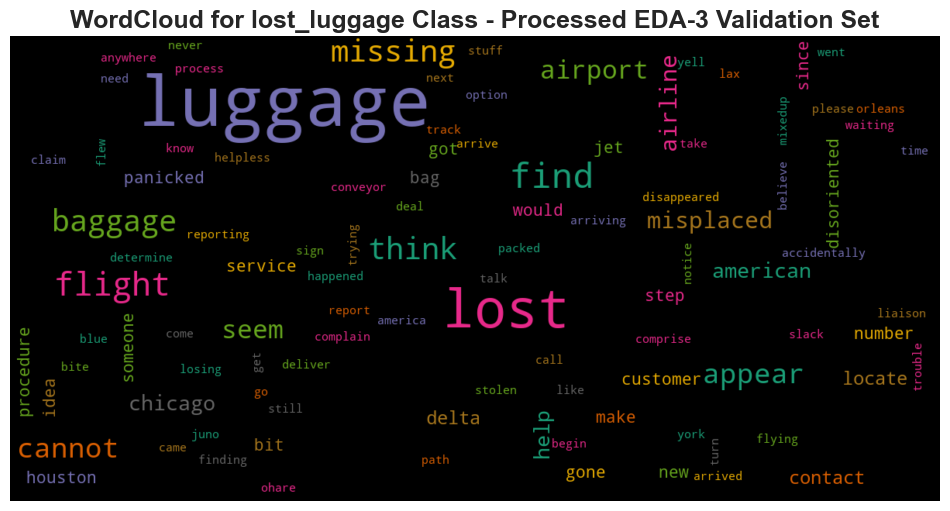 WordCloud for lost_luggage Class - Processed EDA-3 Validation Set
never
anywhere
process
need
missing
stuff
next
option
airport
airline
yell
lax
since
went
luggage
track
arrive
got
jet
take
mixedup
please
orleans
waiting
time
claim
flew
know
helpless
panicked
conveyor
bag
find
disappeared
believe
disoriented
deal
would
arriving
misplaced
baggage
reporting
determine
sign
trying
think
packed
accidentally
service
happened
talk
notice
american
flight
report
america
lost
step
liaison
procedure
blue
someone
seem
complain
comprise
slack
number
trouble
come
bite
losing
get
deliver
call
idea
go
stolen
like
customer
appear
locate
chicago
still
juno
delta
help
make
cannot
came
finding
bit
path
begin
york
turn
flying
houston
ohare
gone
new
arrived
contact